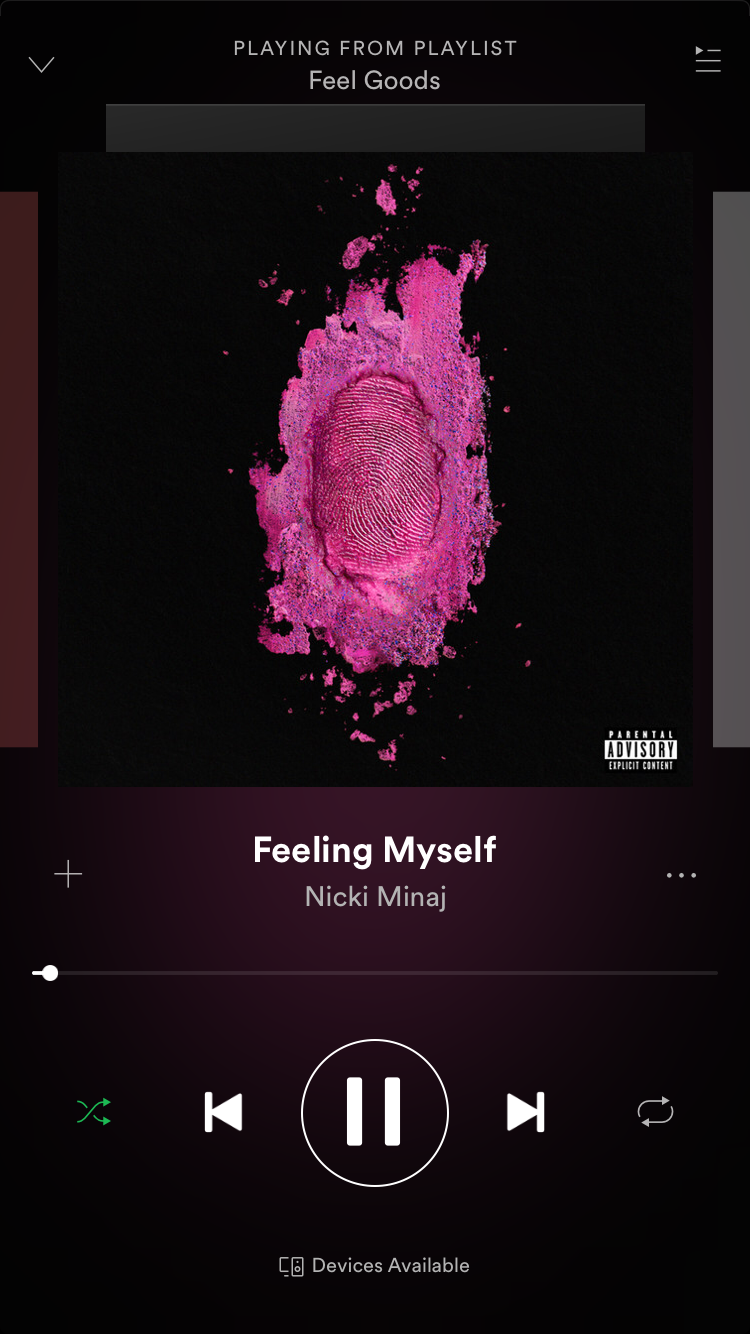 PLAYING FROM PLAYLIST
Feel Goods
PARENTAL
ADVISORY
EXPLICIT CONTENT
Feeling Myself
Nicki Minaj
Devices Available